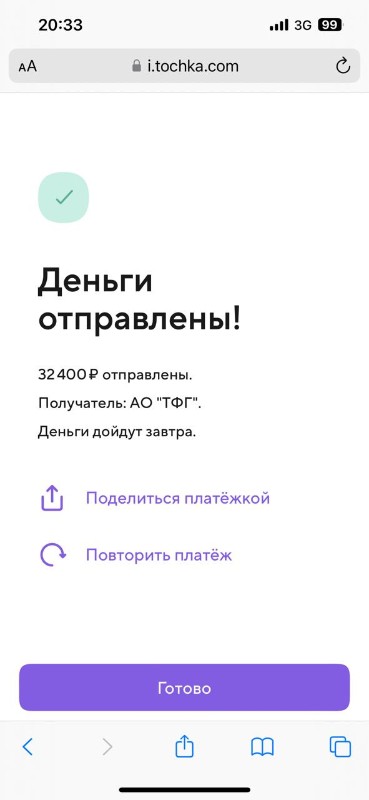 20:33
3G
99
AA
i.tochka.com
Деньги
отправлены!
32 400 ₽ отправлены.
Получатель: АО "ТФГ".
Деньги дойдут завтра.
Поделиться платёжкой
Повторить платёж
Готово